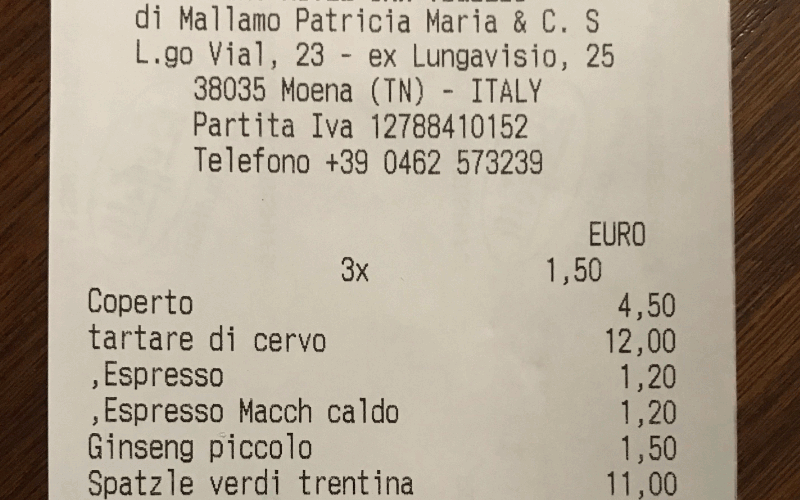 di Mallamo Patricia Maria & C. S
L.go Vial, 23 - ex Lungavisio, 25
38035 Moena (TN) - ITALY
Partita Iva 12788410152
Telefono +39 0462 573239
EURO
3x 1,50
Coperto 4,50
tartare di cervo 12,00
,Espresso 1,20
,Espresso Macch caldo 1,20
Ginseng piccolo 1,50
Spatzle verdi trentina 11,00